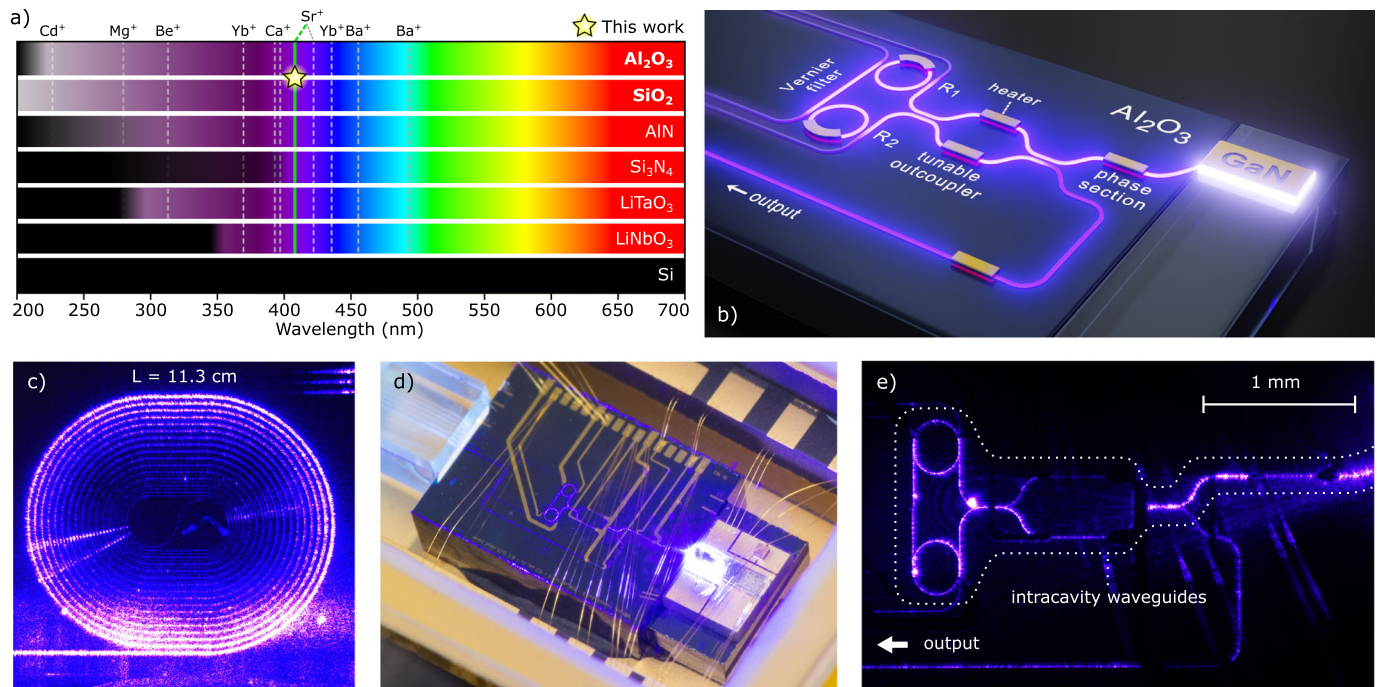 a)
Sr⁺
This work
Cd⁺ Mg⁺ Be⁺ Yb⁺ Ca⁺ Yb⁺ Ba⁺ Ba⁺
Al₂O₃
SiO₂
AlN
Si₃N₄
LiTaO₃
LiNbO₃
Si
200 250 300 350 400 450 500 550 600 650 700
Wavelength (nm)
b)
Vernier
filter
R₁
R₂
heater
Al₂O₃
GaN
tunable
outcoupler
phase
section
← output
c)
L = 11.3 cm
d)
e)
1 mm
intracavity waveguides
output